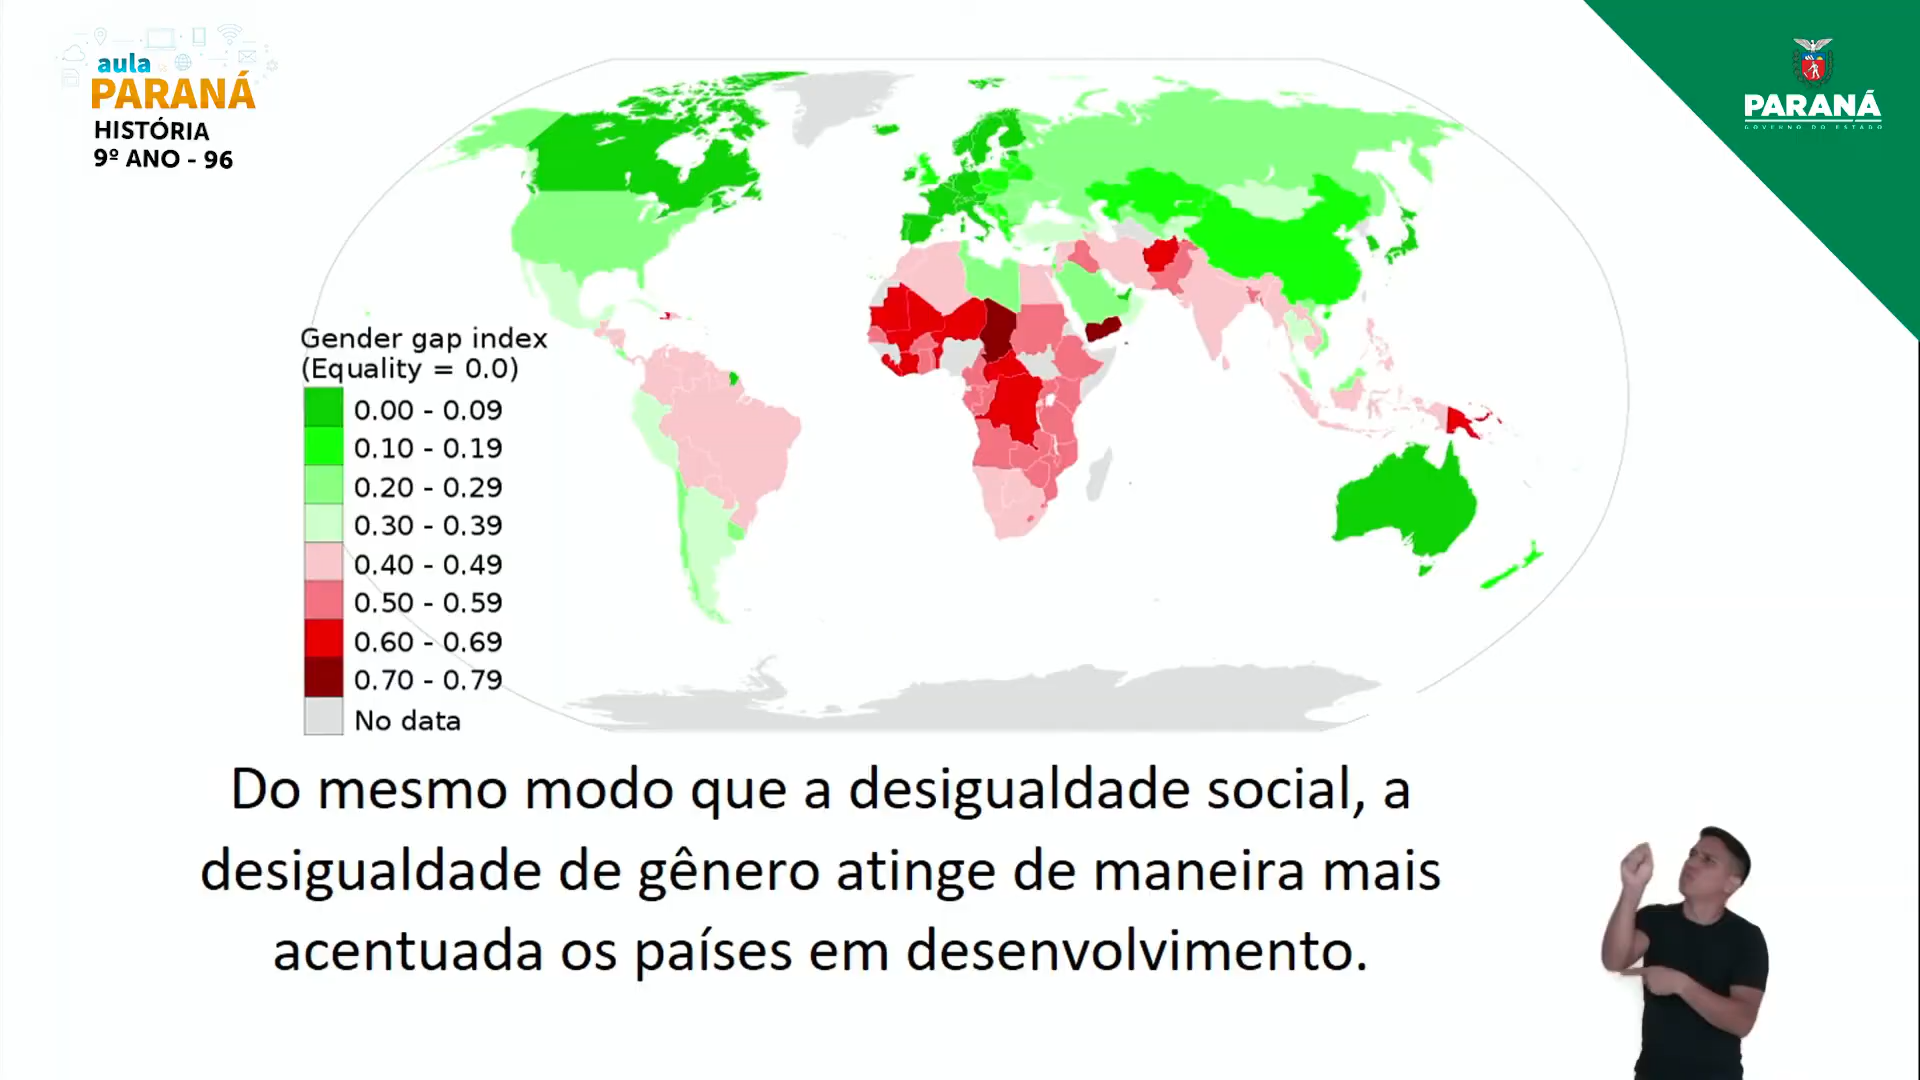 aula
PARANÁ
HISTÓRIA
9º ANO - 96
PARANÁ
GOVERNO DO ESTADO
Gender gap index
(Equality = 0.0)
0.00 - 0.09
0.10 - 0.19
0.20 - 0.29
0.30 - 0.39
0.40 - 0.49
0.50 - 0.59
0.60 - 0.69
0.70 - 0.79
No data
Do mesmo modo que a desigualdade social, a
desigualdade de gênero atinge de maneira mais
acentuada os países em desenvolvimento.